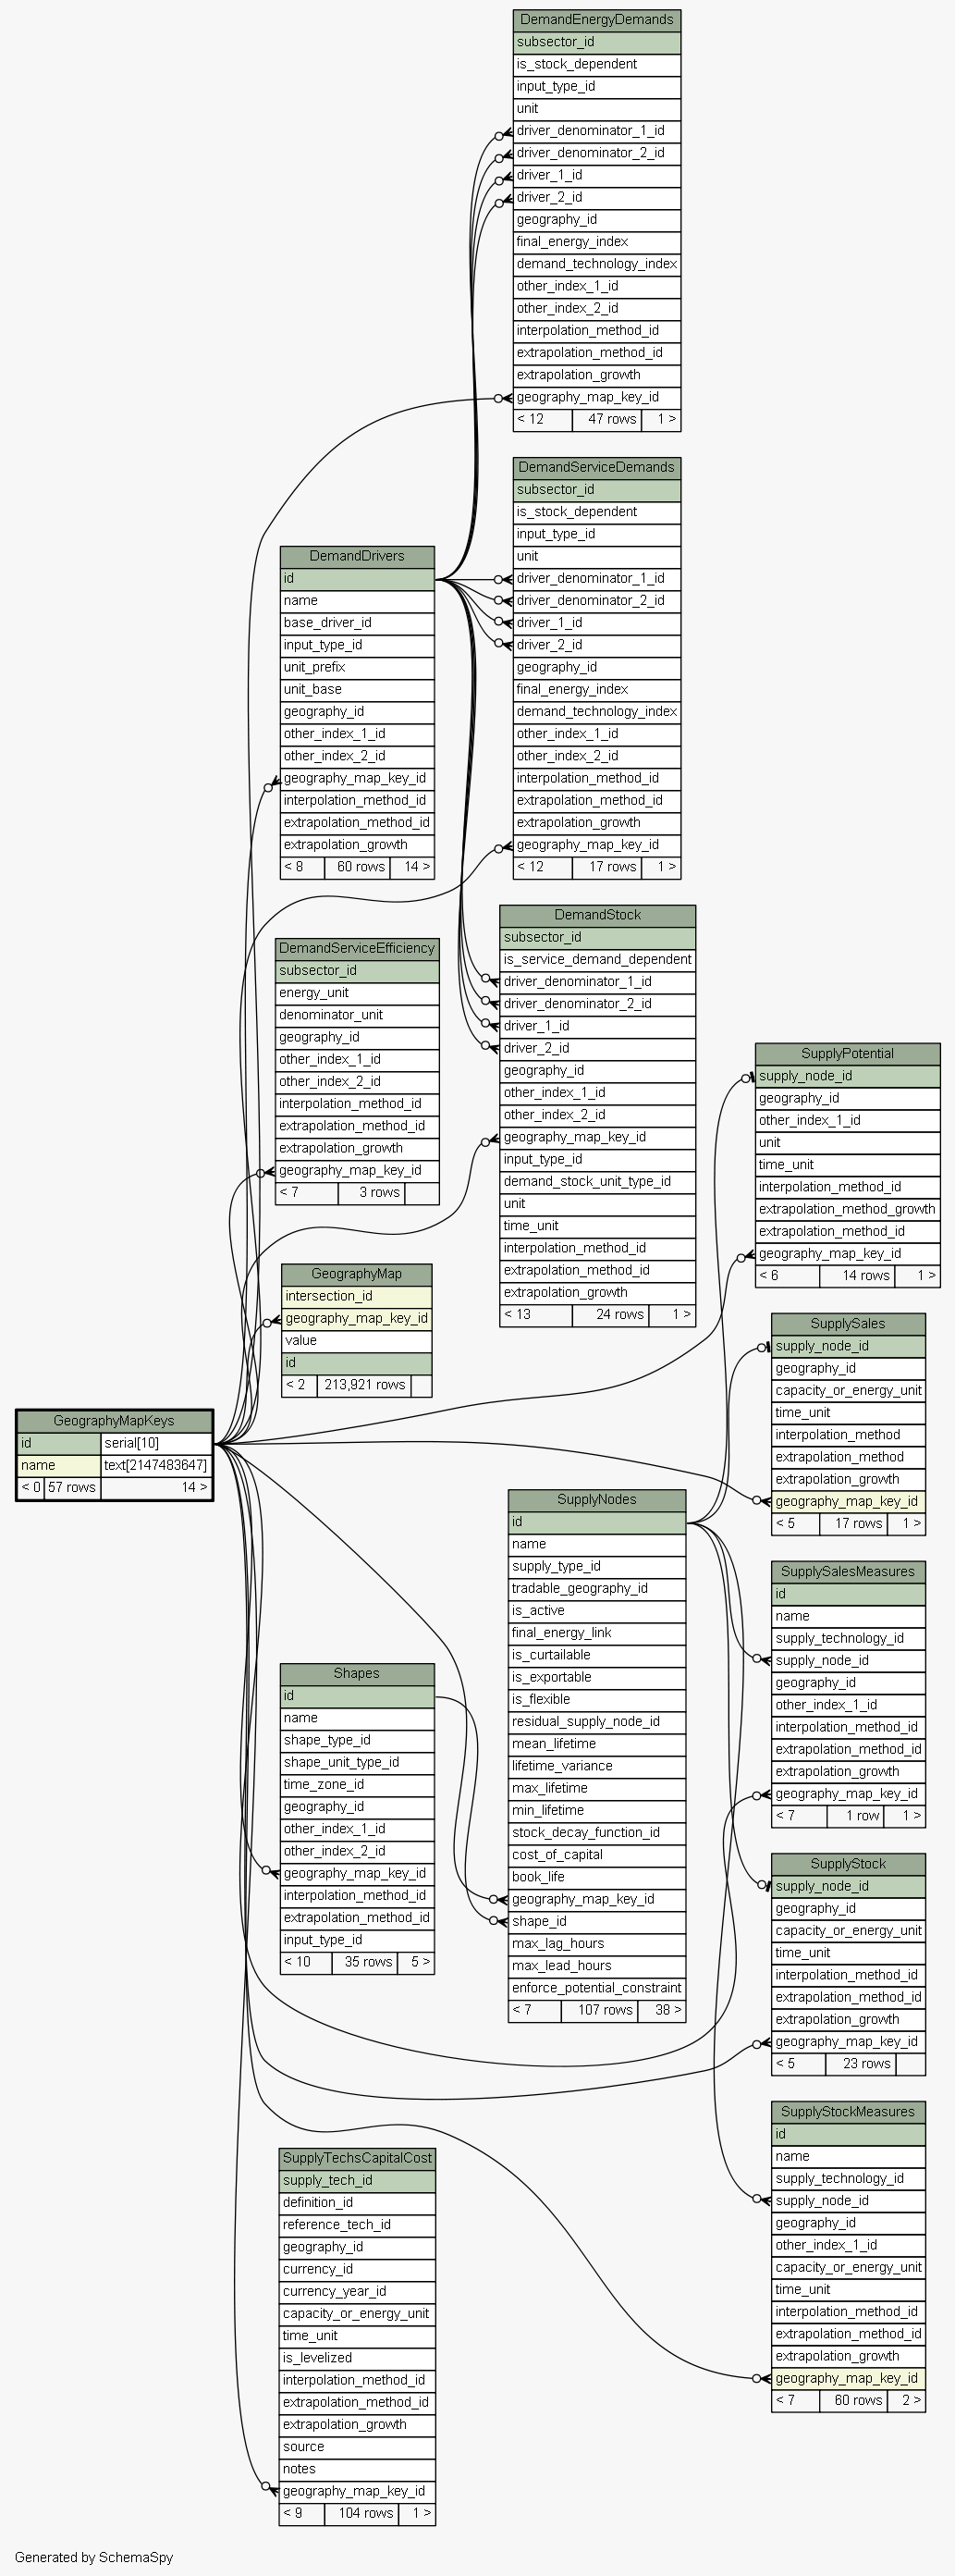 DemandEnergyDemands
subsector_id
is_stock_dependent
input_type_id
unit
driver_denominator_1_id
driver_denominator_2_id
driver_1_id
driver_2_id
geography_id
final_energy_index
demand_technology_index
other_index_1_id
other_index_2_id
interpolation_method_id
extrapolation_method_id
extrapolation_growth
geography_map_key_id
< 12 47 rows 1 >
DemandServiceDemands
subsector_id
is_stock_dependent
input_type_id
unit
driver_denominator_1_id
driver_denominator_2_id
driver_1_id
driver_2_id
geography_id
final_energy_index
demand_technology_index
other_index_1_id
other_index_2_id
interpolation_method_id
extrapolation_method_id
extrapolation_growth
geography_map_key_id
< 12 17 rows 1 >
DemandDrivers
id
name
base_driver_id
input_type_id
unit_prefix
unit_base
geography_id
other_index_1_id
other_index_2_id
geography_map_key_id
interpolation_method_id
extrapolation_method_id
extrapolation_growth
< 8 60 rows 14 >
DemandStock
subsector_id
is_service_demand_dependent
driver_denominator_1_id
driver_denominator_2_id
driver_1_id
driver_2_id
geography_id
other_index_1_id
other_index_2_id
geography_map_key_id
input_type_id
demand_stock_unit_type_id
unit
time_unit
interpolation_method_id
extrapolation_method_id
extrapolation_growth
< 13 24 rows 1 >
DemandServiceEfficiency
subsector_id
energy_unit
denominator_unit
geography_id
other_index_1_id
other_index_2_id
interpolation_method_id
extrapolation_method_id
extrapolation_growth
geography_map_key_id
< 7 3 rows
SupplyPotential
supply_node_id
geography_id
other_index_1_id
unit
time_unit
interpolation_method_id
extrapolation_method_growth
extrapolation_method_id
geography_map_key_id
< 6 14 rows 1 >
GeographyMap
intersection_id
geography_map_key_id
value
id
< 2 213,921 rows
SupplySales
supply_node_id
geography_id
capacity_or_energy_unit
time_unit
interpolation_method
extrapolation_method
extrapolation_growth
geography_map_key_id
< 5 17 rows 1 >
GeographyMapKeys
id serial[10]
name text[2147483647]
< 0 57 rows 14 >
SupplyNodes
id
name
supply_type_id
tradable_geography_id
is_active
final_energy_link
is_curtailable
is_exportable
is_flexible
residual_supply_node_id
mean_lifetime
lifetime_variance
max_lifetime
min_lifetime
stock_decay_function_id
cost_of_capital
book_life
geography_map_key_id
shape_id
max_lag_hours
max_lead_hours
enforce_potential_constraint
< 7 107 rows 38 >
SupplySalesMeasures
id
name
supply_technology_id
supply_node_id
geography_id
other_index_1_id
interpolation_method_id
extrapolation_method_id
extrapolation_growth
geography_map_key_id
< 7 1 row 1 >
Shapes
id
name
shape_type_id
shape_unit_type_id
time_zone_id
geography_id
other_index_1_id
other_index_2_id
geography_map_key_id
interpolation_method_id
extrapolation_method_id
input_type_id
< 10 35 rows 5 >
SupplyStock
supply_node_id
geography_id
capacity_or_energy_unit
time_unit
interpolation_method_id
extrapolation_method_id
extrapolation_growth
geography_map_key_id
< 5 23 rows
SupplyStockMeasures
id
name
supply_technology_id
supply_node_id
geography_id
other_index_1_id
capacity_or_energy_unit
time_unit
interpolation_method_id
extrapolation_method_id
extrapolation_growth
geography_map_key_id
< 7 60 rows 2 >
SupplyTechsCapitalCost
supply_tech_id
definition_id
reference_tech_id
geography_id
currency_id
currency_year_id
capacity_or_energy_unit
time_unit
is_levelized
interpolation_method_id
extrapolation_method_id
extrapolation_growth
source
notes
geography_map_key_id
< 9 104 rows 1 >
Generated by SchemaSpy